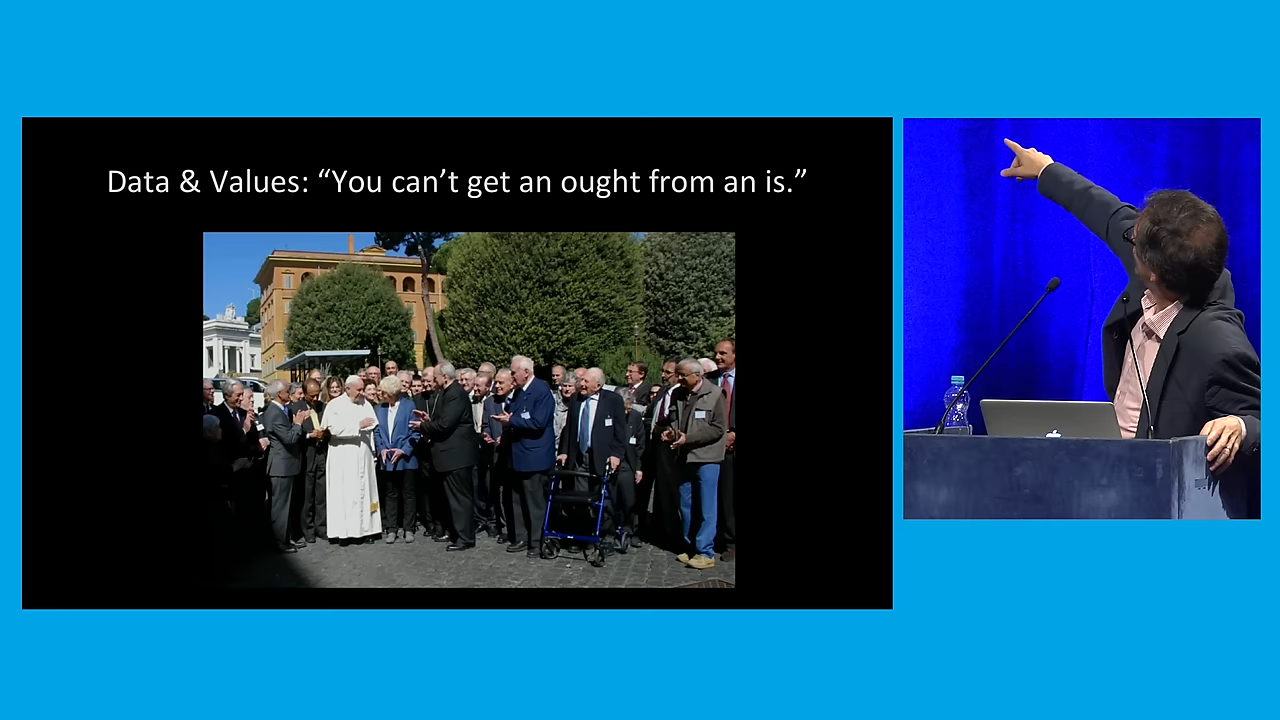 Data & Values: “You can’t get an ought from an is.”